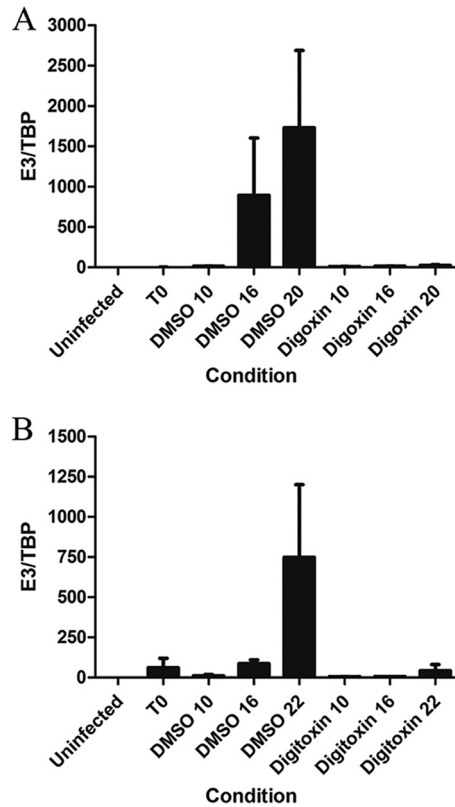 A
3000
2500
2000
1500
1000
500
0
E3/TBP
Uninfected
T0
DMSO 10
DMSO 16
DMSO 20
Digoxin 10
Digoxin 16
Digoxin 20
Condition
B
1500
1250
1000
750
500
250
0
E3/TBP
Uninfected
T0
DMSO 10
DMSO 16
DMSO 22
Digitoxin 10
Digitoxin 16
Digitoxin 22
Condition